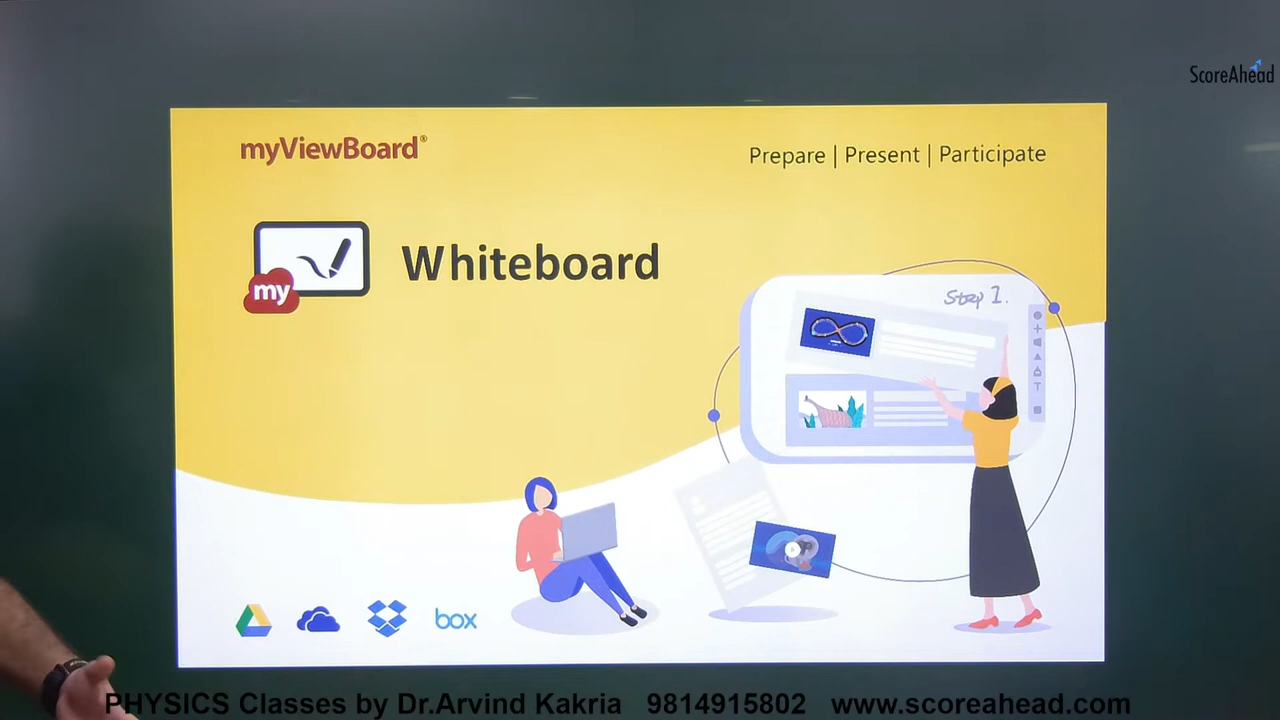 ScoreAhead
myViewBoard®
Prepare | Present | Participate
my
Whiteboard
Step 1.
T
box
PHYSICS Classes by Dr.Arvind Kakria 9814915802 www.scoreahead.com